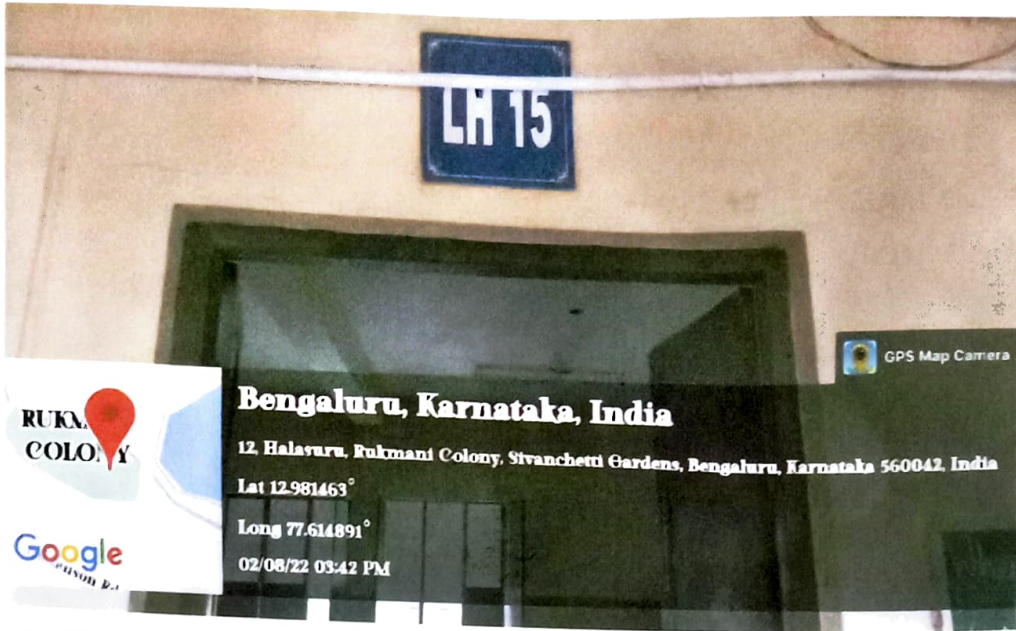 LH 15
GPS Map Camera
Bengaluru, Karnataka, India
12, Halasuru, Rukmani Colony, Sivanchetti Gardens, Bengaluru, Karnataka 560042, India
Lat 12.981463°
Long 77.614891°
02/08/22 03:42 PM
COLONY
Google